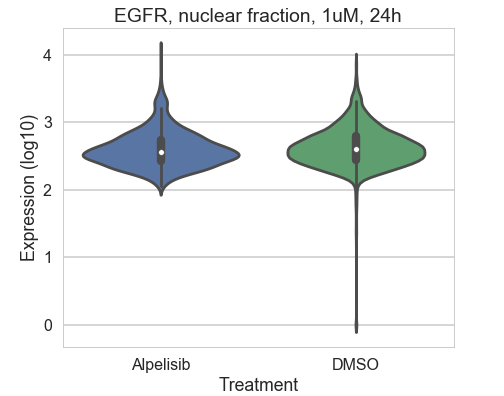 EGFR, nuclear fraction, 1uM, 24h
Expression (log10)
4
3
2
1
0
Alpelisib
DMSO
Treatment